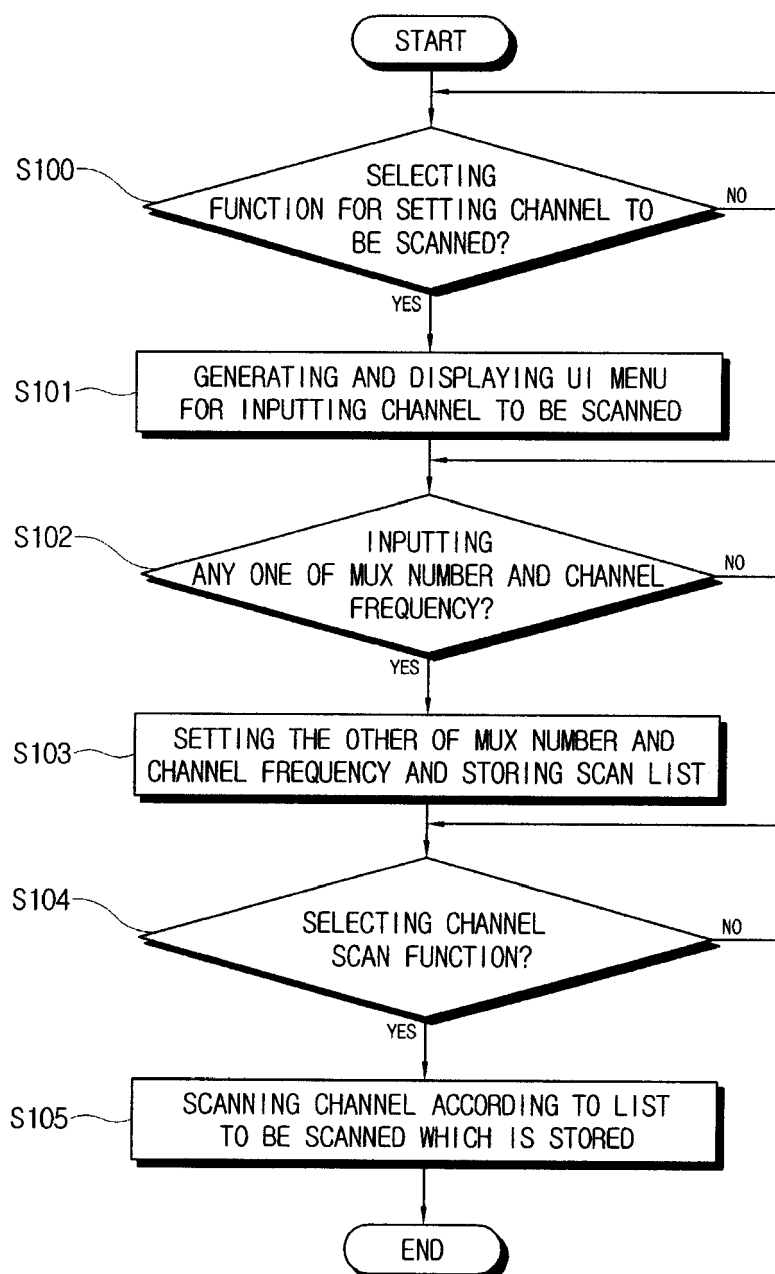 START
S100
SELECTING
FUNCTION FOR SETTING CHANNEL TO
BE SCANNED?
NO
YES
S101
GENERATING AND DISPLAYING UI MENU
FOR INPUTTING CHANNEL TO BE SCANNED
S102
INPUTTING
ANY ONE OF MUX NUMBER AND CHANNEL
FREQUENCY?
NO
YES
S103
SETTING THE OTHER OF MUX NUMBER AND
CHANNEL FREQUENCY AND STORING SCAN LIST
S104
SELECTING CHANNEL
SCAN FUNCTION?
NO
YES
S105
SCANNING CHANNEL ACCORDING TO LIST
TO BE SCANNED WHICH IS STORED
END